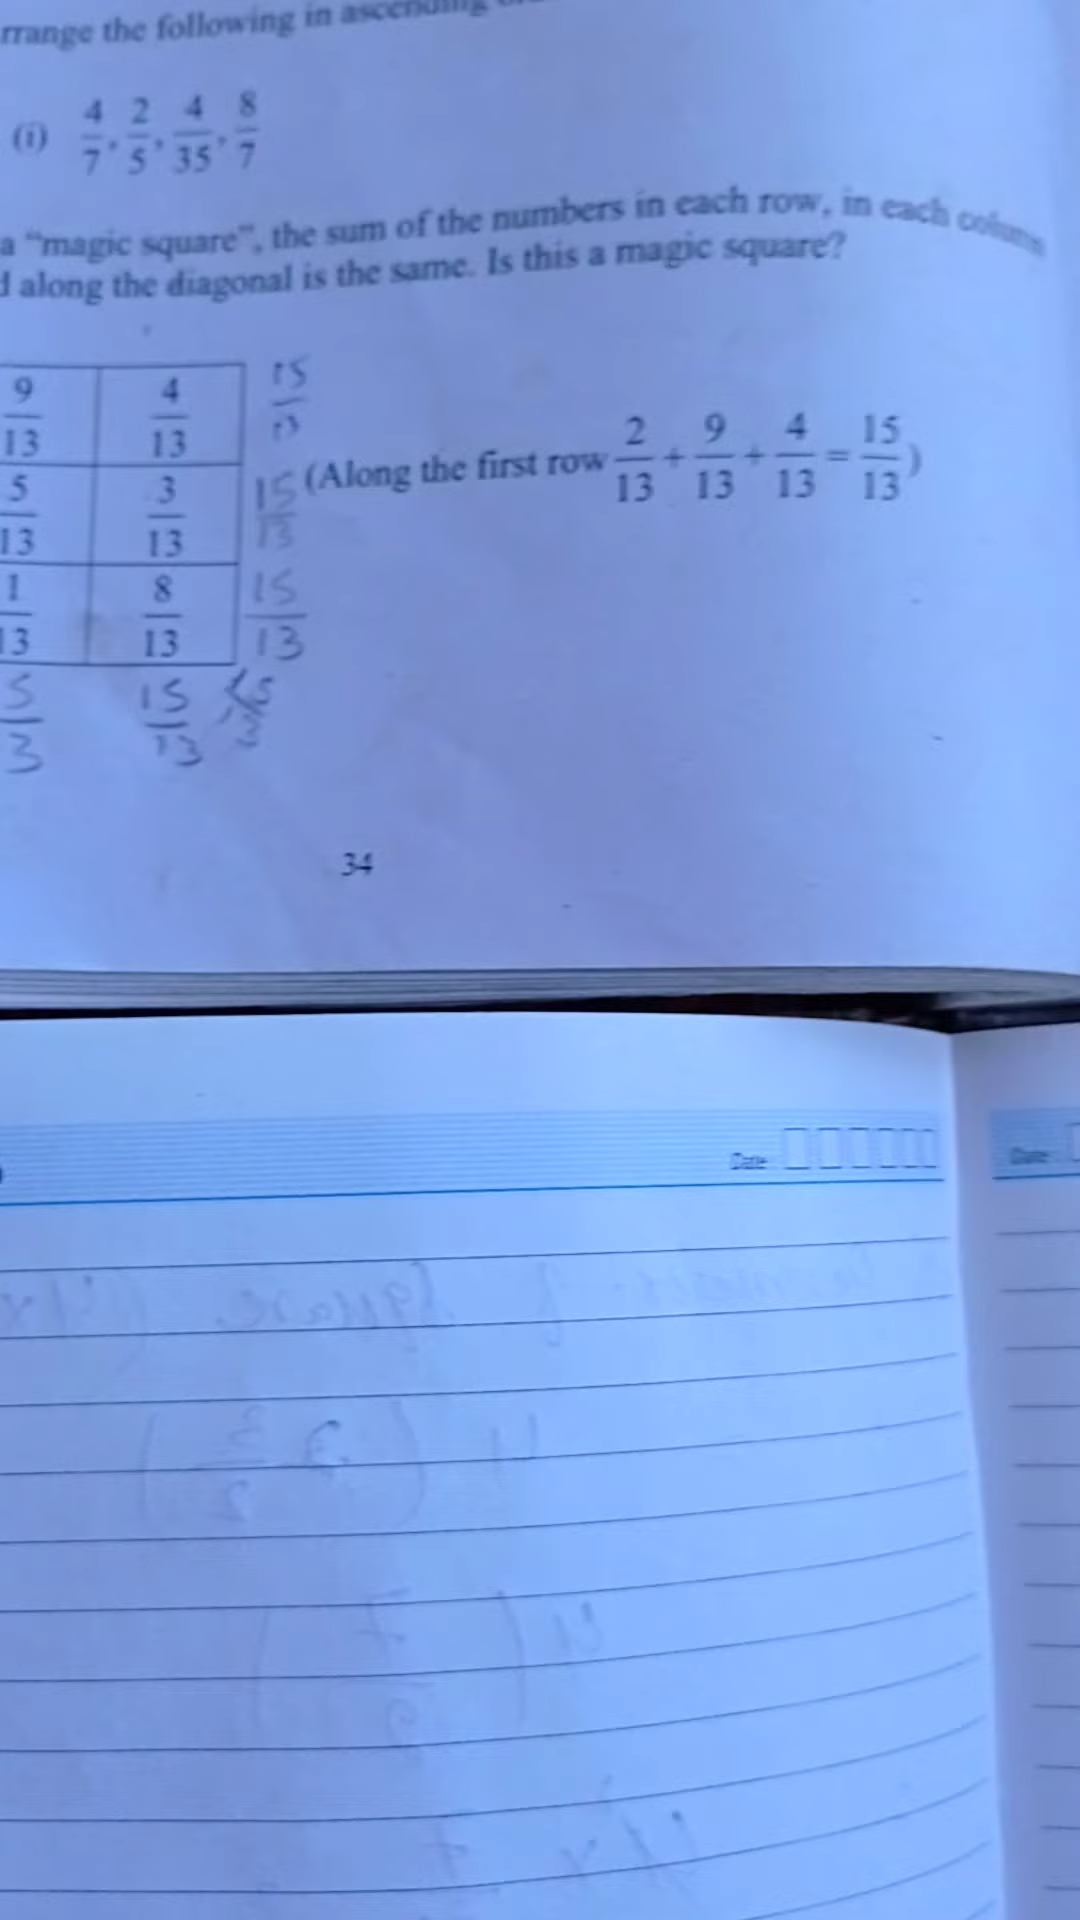 rrange the following in ascending
(i) 4/7, 2/5, 4/35, 8/7
a “magic square”, the sum of the numbers in each row, in each column
d along the diagonal is the same. Is this a magic square?
9/13 4/13 15/13
5/13 3/13 15/13 (Along the first row 2/13 + 9/13 + 4/13 = 15/13)
1/13 8/13 15/13
5/3 15/13
34
Date
Date